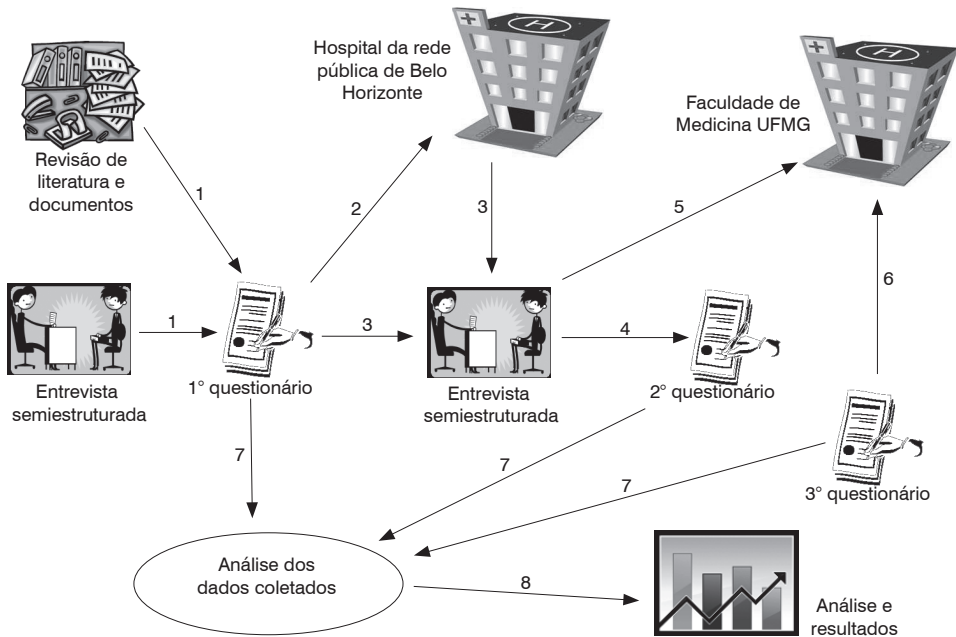 Hospital da rede
pública de Belo
Horizonte
H
Faculdade de
Medicina UFMG
H
Revisão de
literatura e
documentos
1
2
3
5
6
Entrevista
semiestruturada
1
1° questionário
3
Entrevista
semiestruturada
4
2° questionário
3° questionário
7
7
7
Análise dos
dados coletados
8
Análise e
resultados